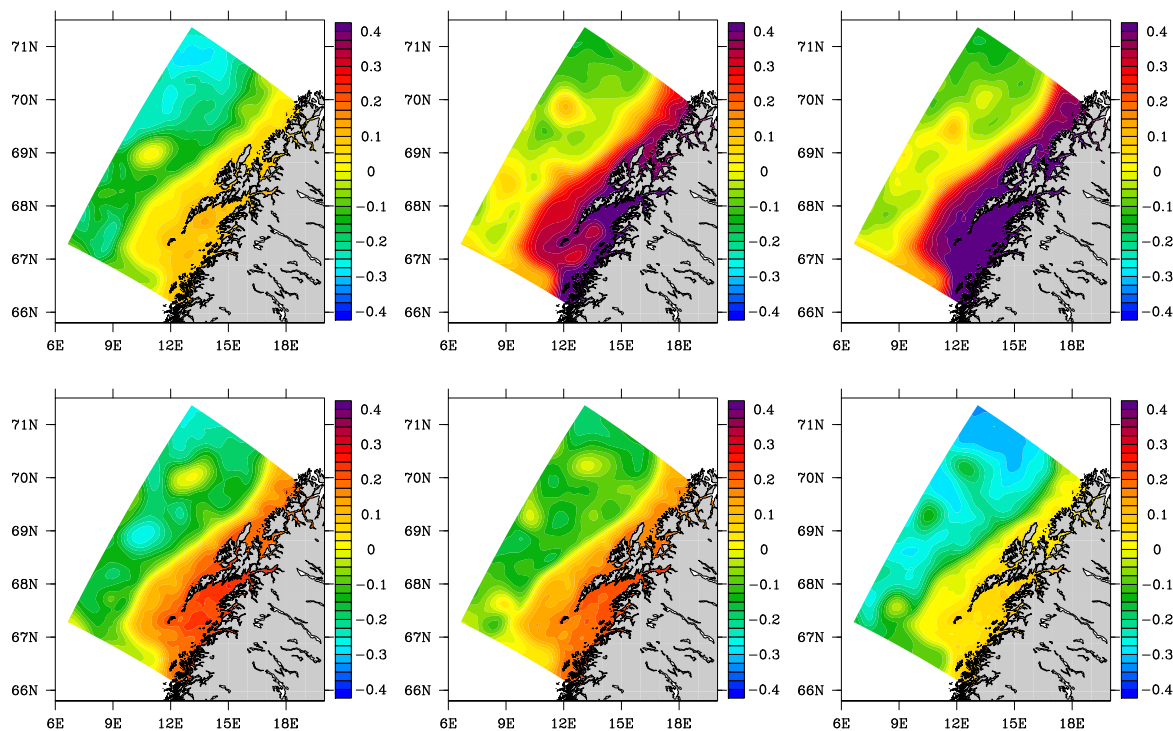 71N 0.4 71N 0.4 71N 0.4
0.3 0.3 0.3
70N 0.2 70N 0.2 70N 0.2
69N 0.1 69N 0.1 69N 0.1
0 0 0
68N −0.1 68N −0.1 68N −0.1
−0.2 −0.2 −0.2
67N −0.3 67N −0.3 67N −0.3
66N −0.4 66N −0.4 66N −0.4
6E 9E 12E 15E 18E 6E 9E 12E 15E 18E 6E 9E 12E 15E 18E
71N 0.4 71N 0.4 71N 0.4
0.3 0.3 0.3
70N 0.2 70N 0.2 70N 0.2
69N 0.1 69N 0.1 69N 0.1
0 0 0
68N −0.1 68N −0.1 68N −0.1
−0.2 −0.2 −0.2
67N −0.3 67N −0.3 67N −0.3
66N −0.4 66N −0.4 66N −0.4
6E 9E 12E 15E 18E 6E 9E 12E 15E 18E 6E 9E 12E 15E 18E